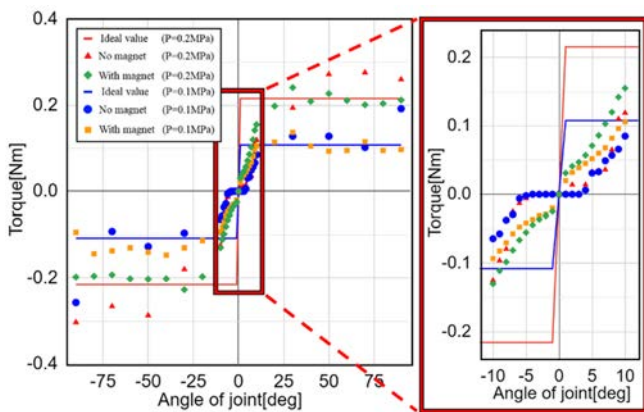 0.4
0.2
0.0
-0.2
-0.4
Torque[Nm]
Ideal value (P=0.2MPa)
No magnet (P=0.2MPa)
With magnet (P=0.2MPa)
Ideal value (P=0.1MPa)
No magnet (P=0.1MPa)
With magnet (P=0.1MPa)
-75 -50 -25 0 25 50 75
Angle of joint[deg]
0.2
0.1
0.0
-0.1
-0.2
Torque[Nm]
-10 -5 0 5 10
Angle of joint[deg]